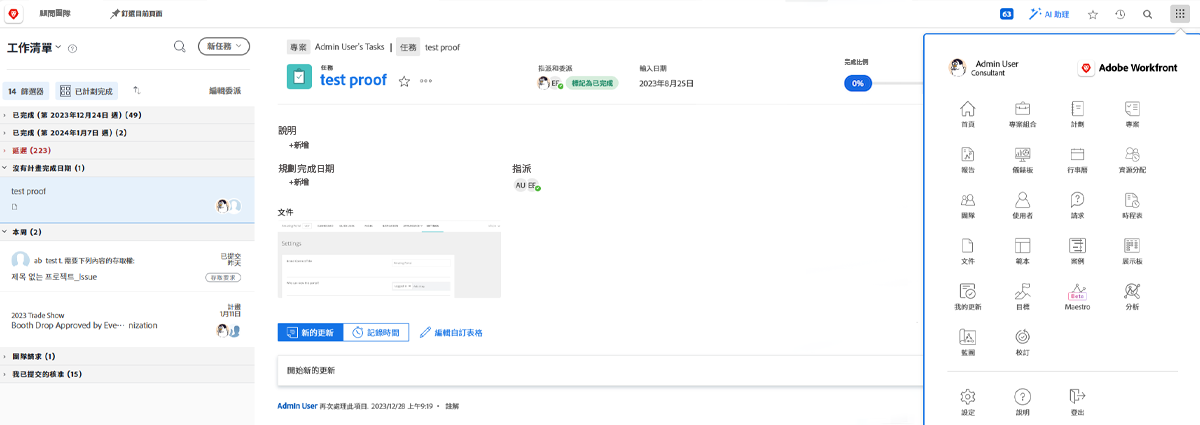 顧問團隊
釘選目前頁面
63
AI 助理
工作清單
新任務
14 篩選器
已計劃完成
編輯委派
已完成 (第 2023年12月24日 週) (49)
已完成 (第 2024年1月7日 週) (2)
延遲 (223)
沒有計畫完成日期 (1)
test proof
本周 (2)
ab test t. 需要下列內容的存取權:
已提交
昨天
제목 없는 프로젝트_Issue
存取要求
2023 Trade Show
計畫
1月11日
Booth Drop Approved by Eve··· nization
團隊請求 (1)
我已提交的核准 (15)
專案 Admin User's Tasks | 任務 test proof
任務
test proof
指派和委派
EF
標記為已完成
輸入日期
2023年8月25日
完成比例
0%
說明
+新增
規劃完成日期
+新增
指派
AU EF
文件
Settings
新的更新
記錄時間
編輯自訂表格
開始新的更新
Admin User 再次處理此項目. 2023/12/28 上午9:19 • 註解
Admin User
Consultant
Adobe Workfront
首頁
專案組合
計劃
專案
報告
儀錶板
行事曆
資源分配
團隊
使用者
請求
時程表
文件
範本
案例
展示板
我的更新
目標
Beta
Maestro
分析
藍圖
校訂
設定
說明
登出